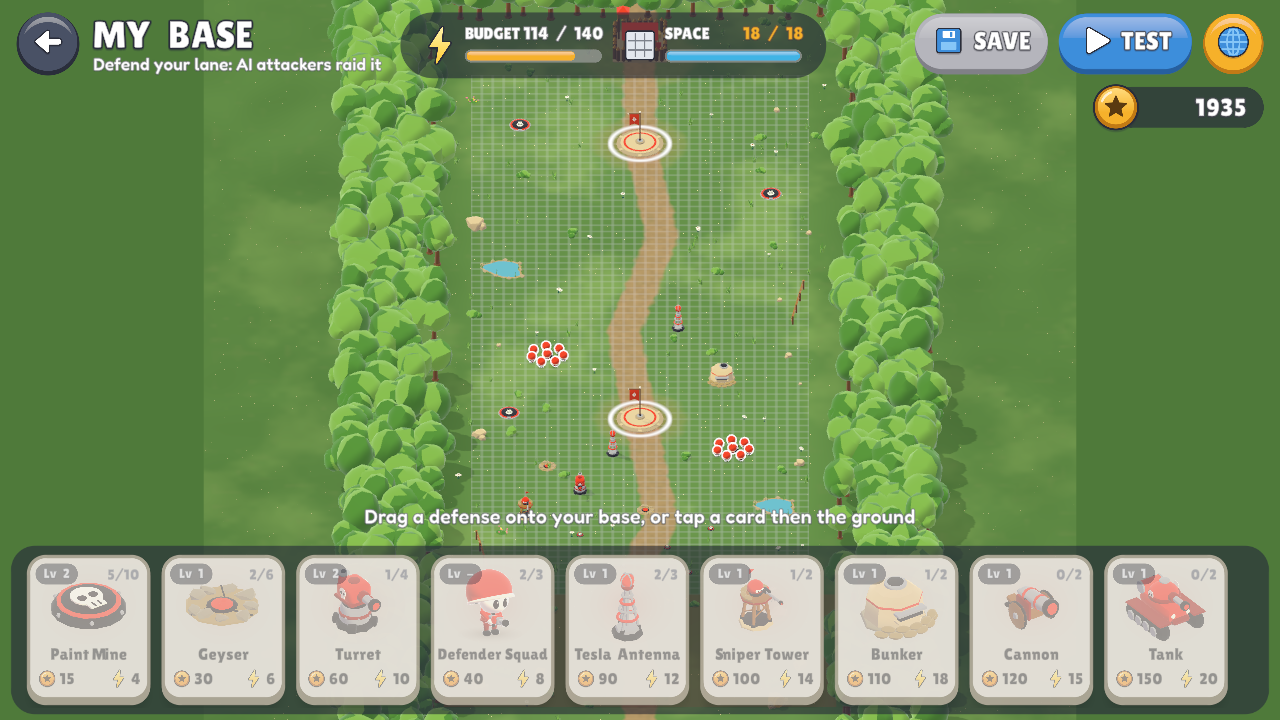 MY BASE
Defend your lane: AI attackers raid it
BUDGET 114 / 140
SPACE 18 / 18
SAVE
TEST
1935
Drag a defense onto your base, or tap a card then the ground
Lv 2 5/10
Paint Mine
15 4
Lv 1 2/6
Geyser
30 6
Lv 2 1/4
Turret
60 10
Lv – 2/3
Defender Squad
40 8
Lv 1 2/3
Tesla Antenna
90 12
Lv 1 1/2
Sniper Tower
100 14
Lv 1 1/2
Bunker
110 18
Lv 1 0/2
Cannon
120 15
Lv 1 0/2
Tank
150 20